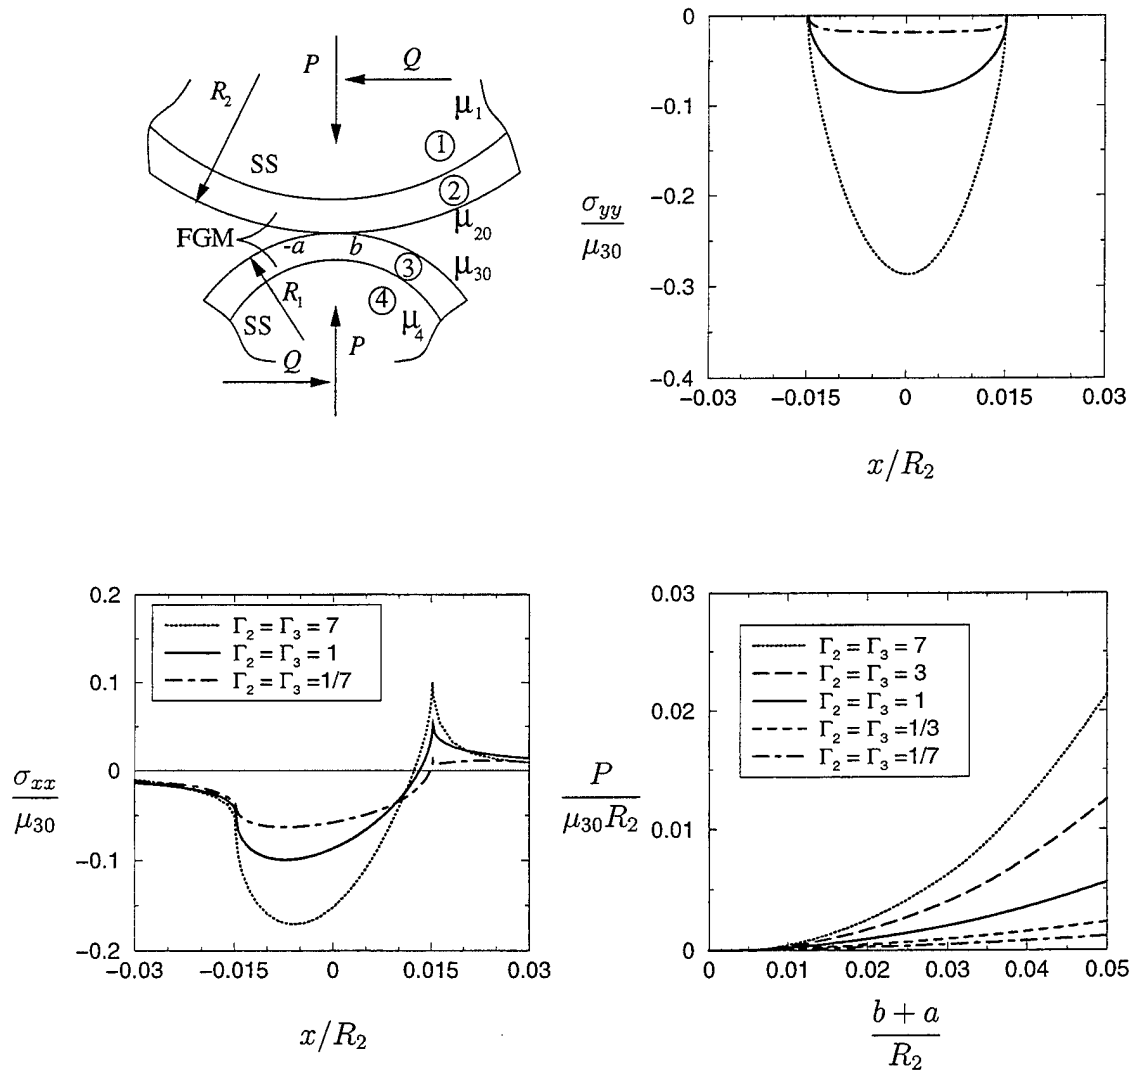 P
Q
R₂
μ₁
①
SS
②
μ₂₀
FGM
-a
b
μ₃₀
③
R₁
④
SS
μ₄
P
Q
0
−0.1
−0.2
−0.3
−0.4
σyy/μ₃₀
−0.03 −0.015 0 0.015 0.03
x/R₂
0.2
0.1
0
−0.1
−0.2
Γ₂ = Γ₃ = 7
Γ₂ = Γ₃ = 1
Γ₂ = Γ₃ =1/7
σxx/μ₃₀
−0.03 −0.015 0 0.015 0.03
x/R₂
0.03
0.02
0.01
0
Γ₂ = Γ₃ = 7
Γ₂ = Γ₃ = 3
Γ₂ = Γ₃ = 1
Γ₂ = Γ₃ =1/3
Γ₂ = Γ₃ =1/7
P/μ₃₀R₂
0 0.01 0.02 0.03 0.04 0.05
b + a
R₂